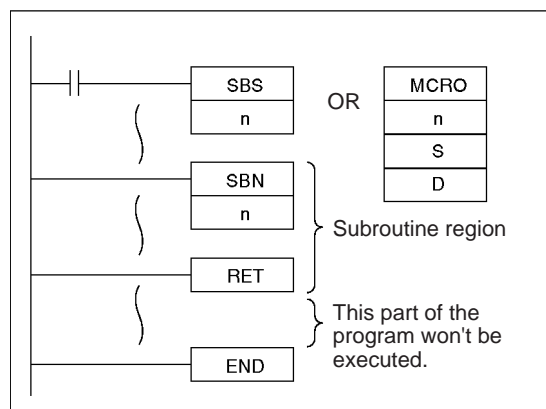 SBS
n
OR
MCRO
n
S
D
SBN
n
Subroutine region
RET
This part of the
program won't be
executed.
END